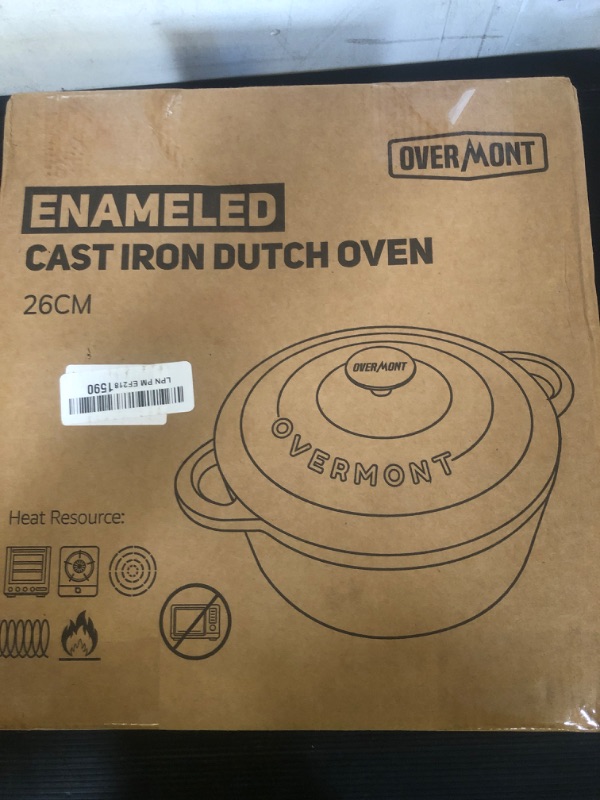 OVERMONT
ENAMELED
CAST IRON DUTCH OVEN
26CM
OVERMONT
LPN PM EF2181590
OVERMONT
Heat Resource: